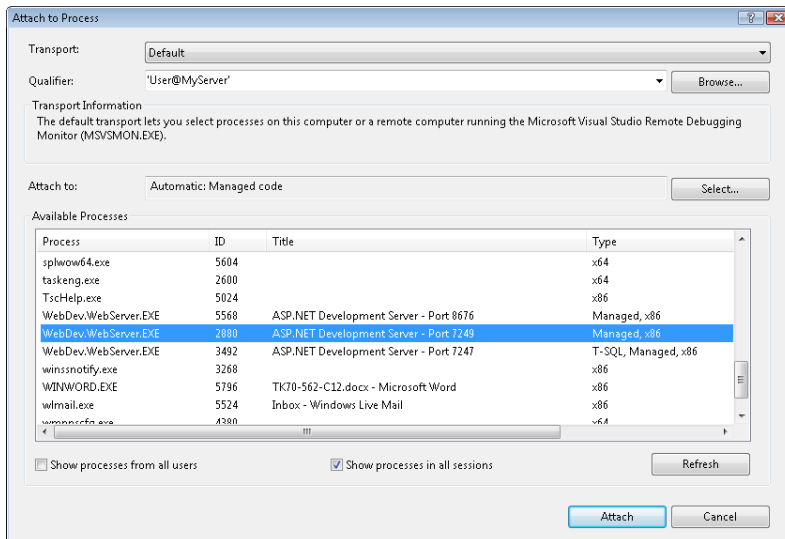 Attach to Process
Transport: Default
Qualifier: 'User@MyServer' Browse...
Transport Information
The default transport lets you select processes on this computer or a remote computer running the Microsoft Visual Studio Remote Debugging
Monitor (MSVSMON.EXE).
Attach to: Automatic: Managed code Select...
Available Processes
Process ID Title Type
splwow64.exe 5604 x64
taskeng.exe 2600 x64
TscHelp.exe 5024 x86
WebDev.WebServer.EXE 5568 ASP.NET Development Server - Port 8676 Managed, x86
WebDev.WebServer.EXE 2880 ASP.NET Development Server - Port 7249 Managed, x86
WebDev.WebServer.EXE 3492 ASP.NET Development Server - Port 7247 T-SQL, Managed, x86
winssnotify.exe 3268 x86
WINWORD.EXE 5796 TK70-562-C12.docx - Microsoft Word x86
wlmail.exe 5524 Inbox - Windows Live Mail x86
wmpnscfg.exe 4380 x64
Show processes from all users Show processes in all sessions Refresh
Attach Cancel